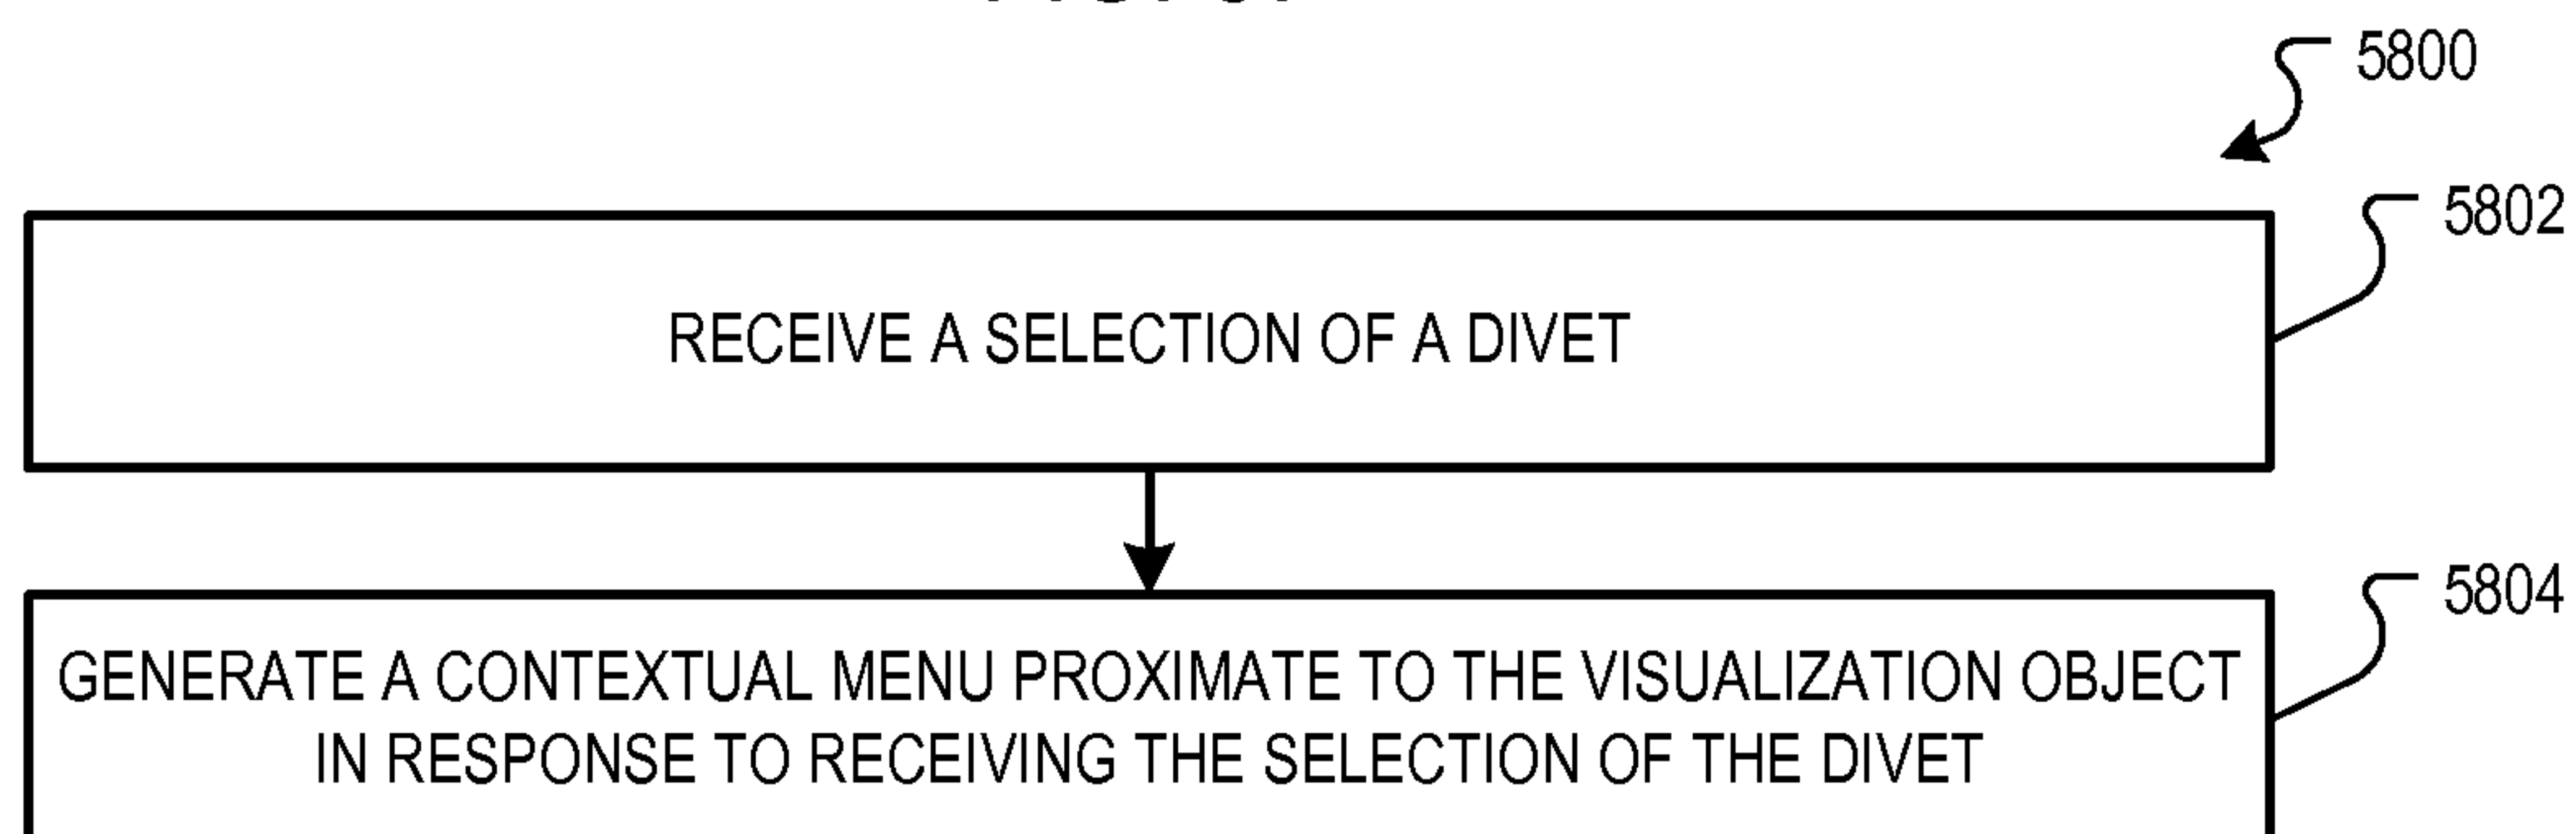 5800
5802
RECEIVE A SELECTION OF A DIVET
5804
GENERATE A CONTEXTUAL MENU PROXIMATE TO THE VISUALIZATION OBJECT
IN RESPONSE TO RECEIVING THE SELECTION OF THE DIVET